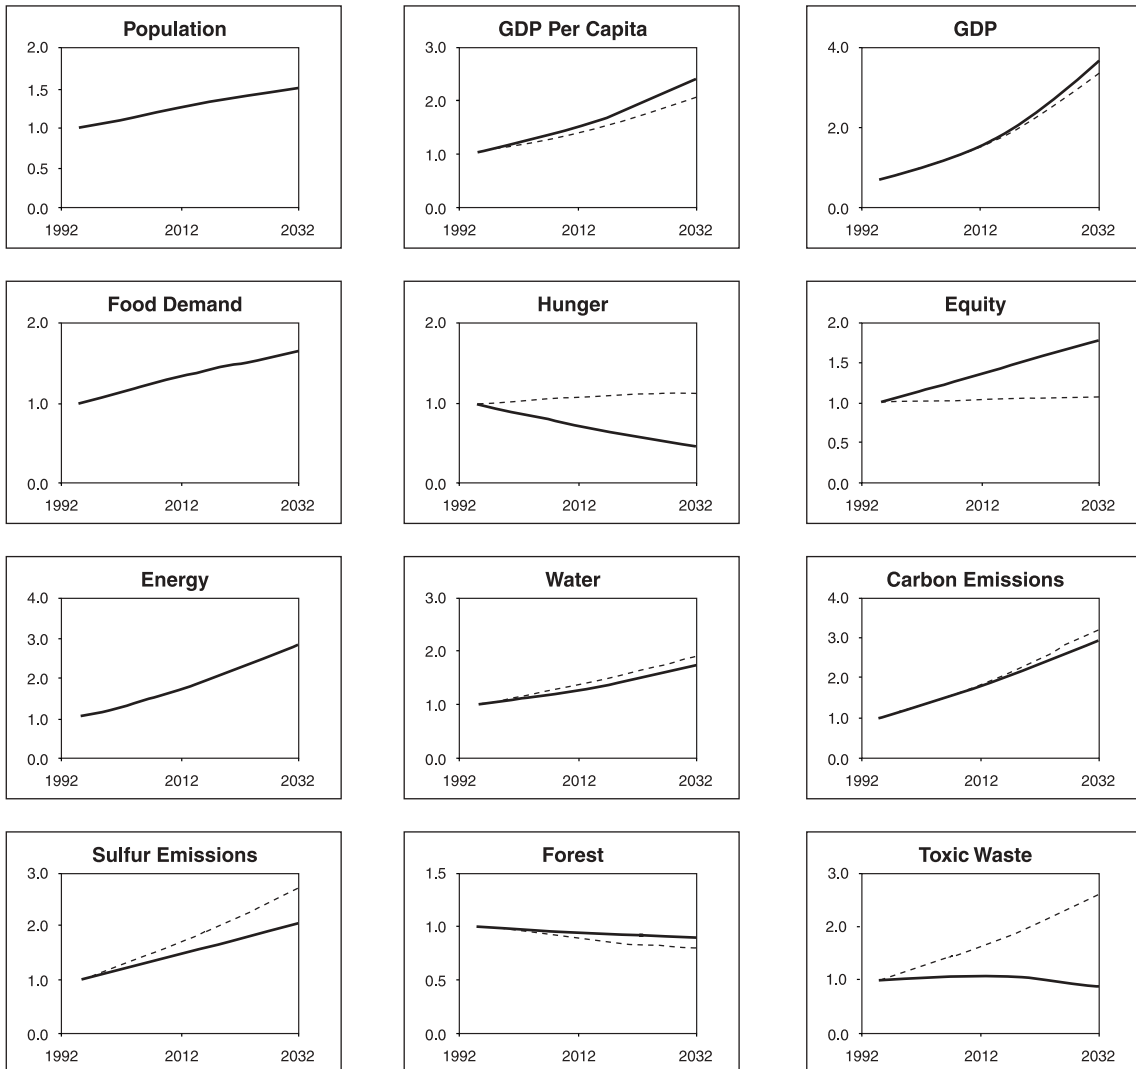 Population
2.0
1.5
1.0
0.5
0.0
1992 2012 2032
GDP Per Capita
3.0
2.0
1.0
0.0
1992 2012 2032
GDP
4.0
2.0
0.0
1992 2012 2032
Food Demand
2.0
1.0
0.0
1992 2012 2032
Hunger
2.0
1.0
0.0
1992 2012 2032
Equity
2.0
1.5
1.0
0.5
0.0
1992 2012 2032
Energy
4.0
3.0
2.0
1.0
0.0
1992 2012 2032
Water
3.0
2.0
1.0
0.0
1992 2012 2032
Carbon Emissions
4.0
3.0
2.0
1.0
0.0
1992 2012 2032
Sulfur Emissions
3.0
2.0
1.0
0.0
1992 2012 2032
Forest
1.5
1.0
0.5
0.0
1992 2012 2032
Toxic Waste
3.0
2.0
1.0
0.0
1992 2012 2032